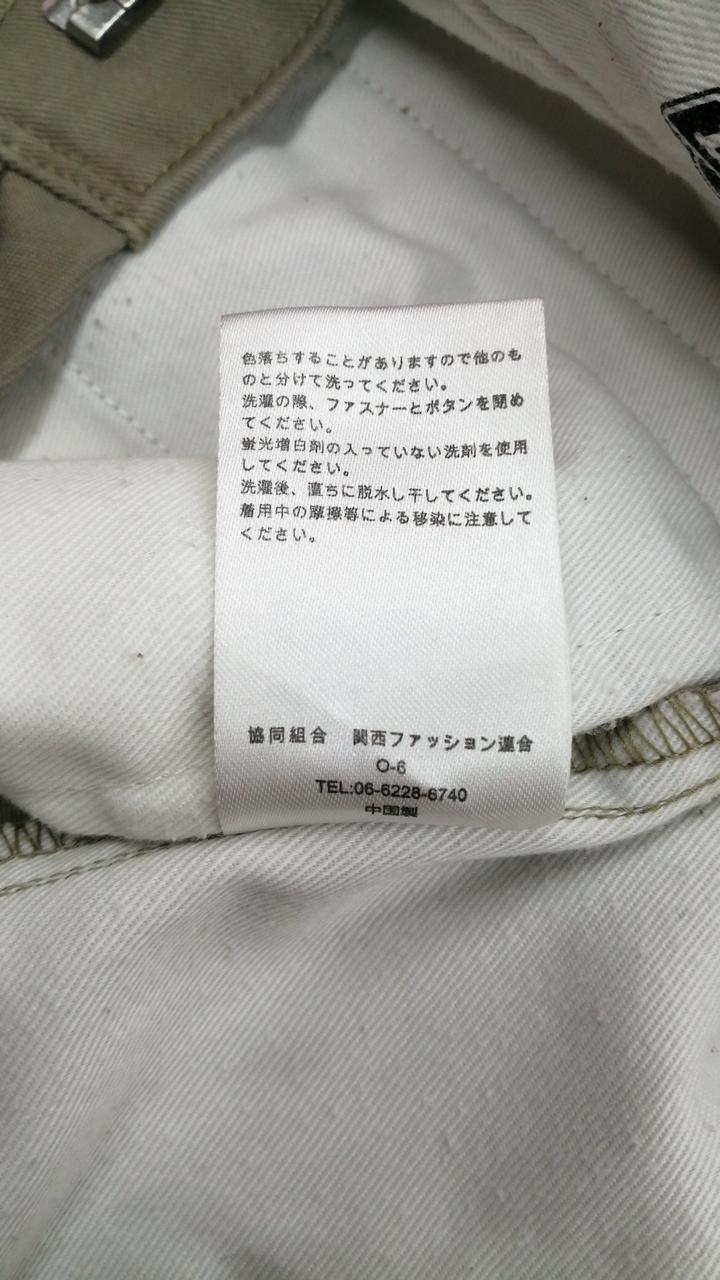 色落ちすることがありますので他のも
のと分けて洗ってください。
洗濯の際、ファスナーとボタンを閉め
てください。
蛍光増白剤の入っていない洗剤を使用
してください。
洗濯後、直ちに脱水し干してください。
着用中の摩擦等による移染に注意して
ください。
協同組合 関西ファッション連合
O-6
TEL:06-6228-6740
中国製